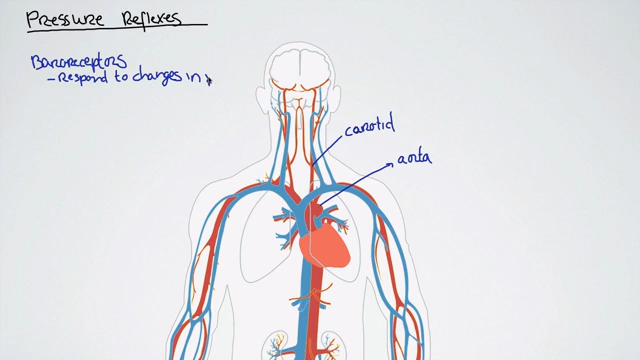 Pressure Reflexes
Baroreceptors
- Respond to changes in
carotid
aorta